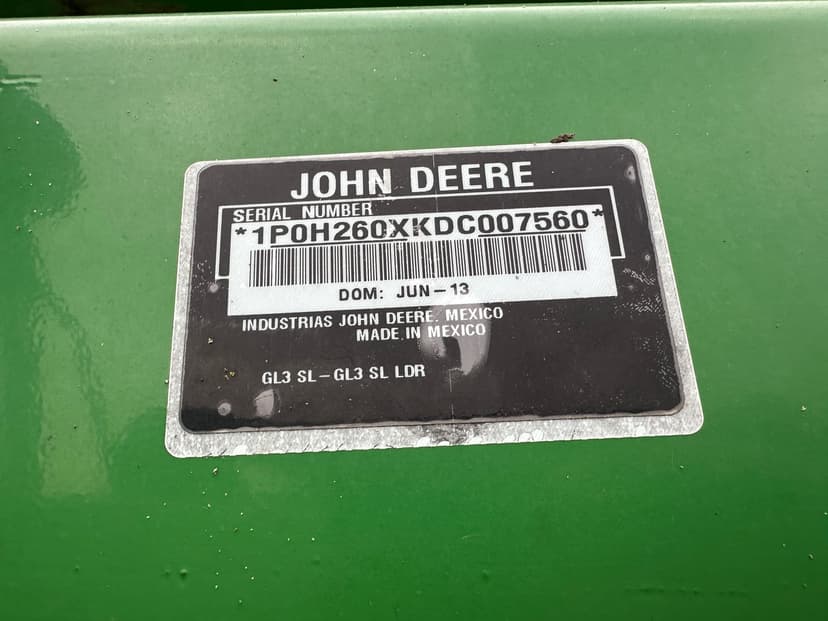 JOHN DEERE
SERIAL NUMBER
*1P0H260XKDC007560*
DOM: JUN-13
INDUSTRIAS JOHN DEERE. MEXICO
MADE IN MEXICO
GL3 SL-GL3 SL LDR